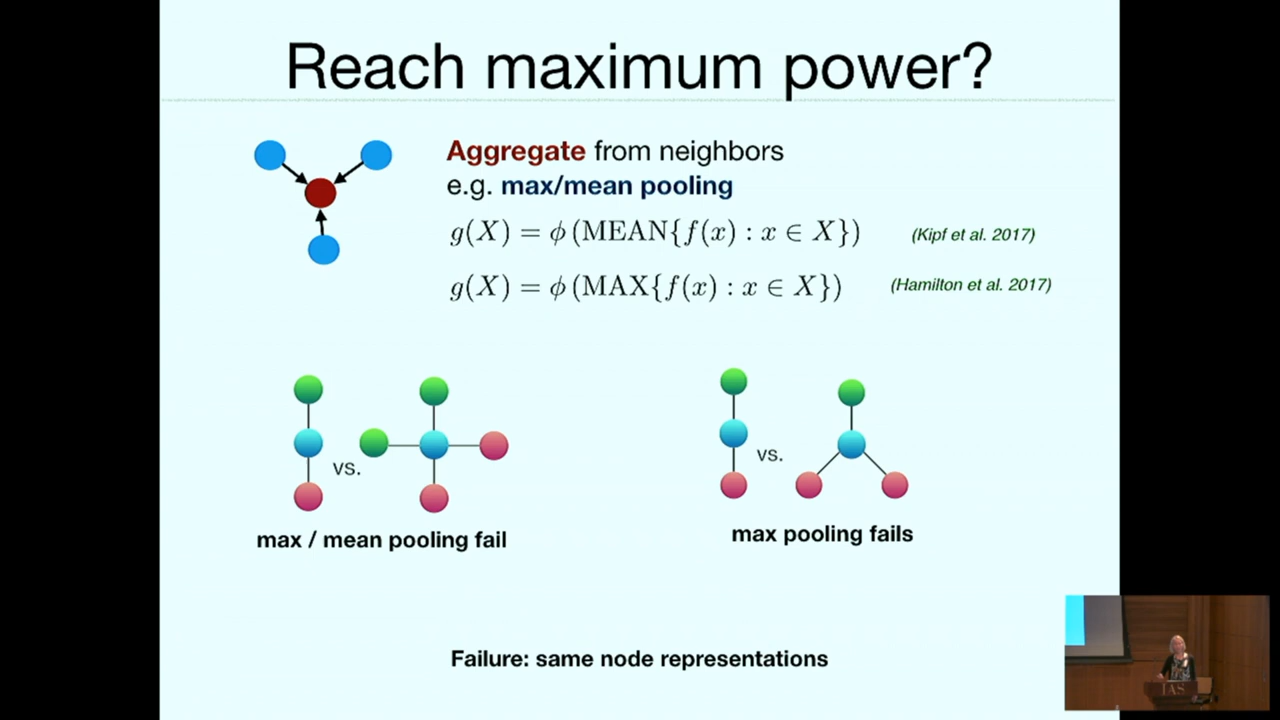 Reach maximum power?
Aggregate from neighbors
e.g. max/mean pooling
g(X) = ϕ (MEAN{f(x) : x ∈ X})
(Kipf et al. 2017)
g(X) = ϕ (MAX{f(x) : x ∈ X})
(Hamilton et al. 2017)
vs.
max / mean pooling fail
vs.
max pooling fails
Failure: same node representations
IAS